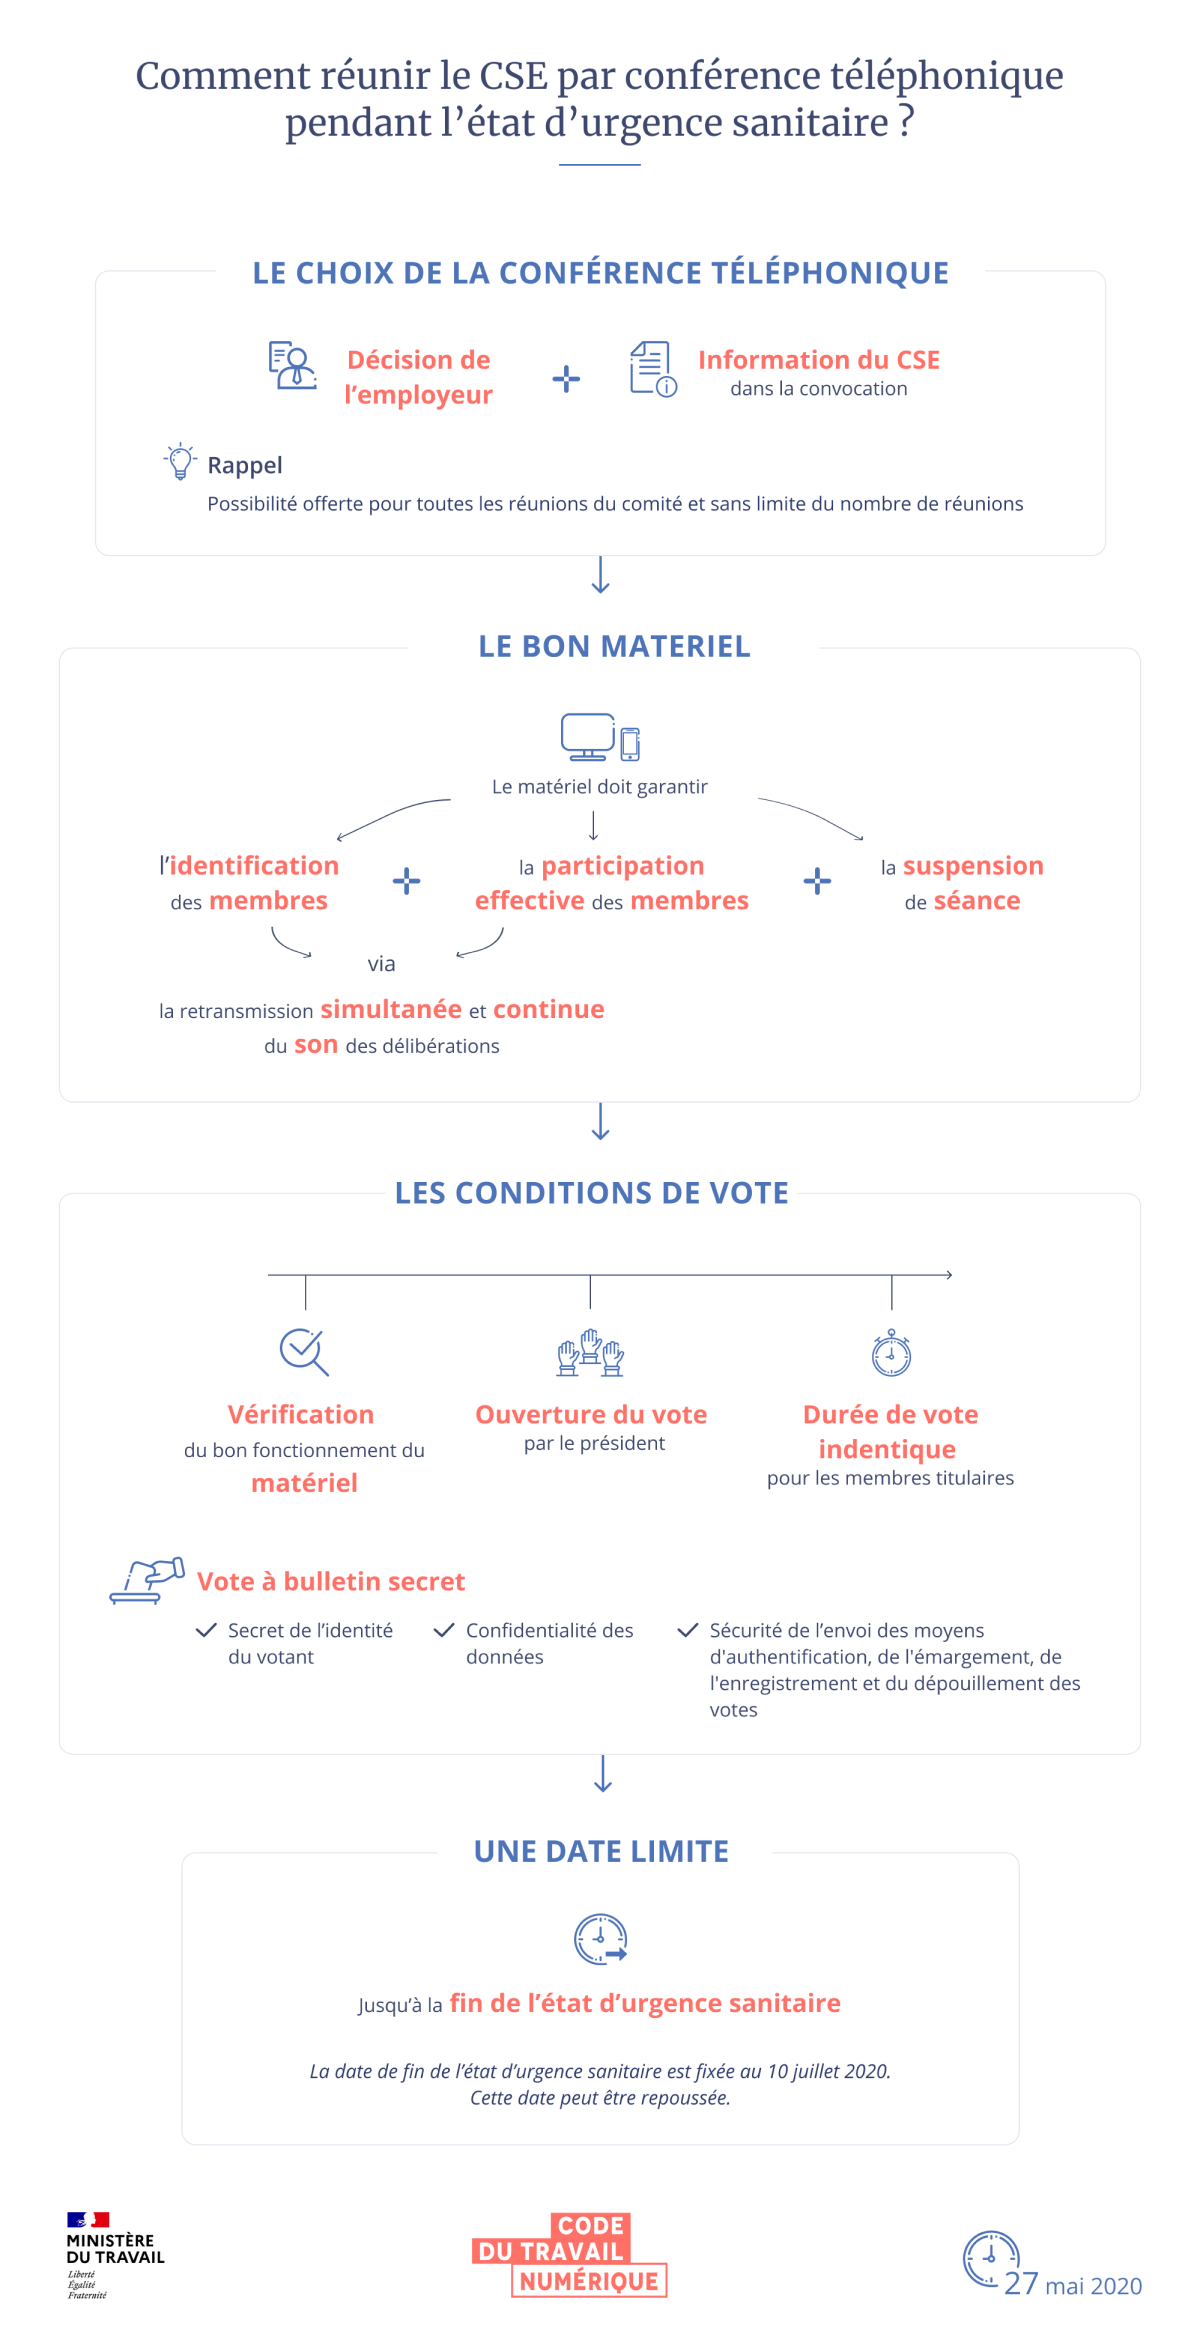 Comment réunir le CSE par conférence téléphonique
pendant l’état d’urgence sanitaire ?
LE CHOIX DE LA CONFÉRENCE TÉLÉPHONIQUE
Décision de
l’employeur
Information du CSE
dans la convocation
Rappel
Possibilité offerte pour toutes les réunions du comité et sans limite du nombre de réunions
LE BON MATERIEL
Le matériel doit garantir
l’identification
des membres
la participation
effective des membres
la suspension
de séance
via
la retransmission simultanée et continue
du son des délibérations
LES CONDITIONS DE VOTE
Vérification
du bon fonctionnement du
matériel
Ouverture du vote
par le président
Durée de vote
indentique
pour les membres titulaires
Vote à bulletin secret
Secret de l’identité
du votant
Confidentialité des
données
Sécurité de l’envoi des moyens
d'authentification, de l'émargement, de
l'enregistrement et du dépouillement des
votes
UNE DATE LIMITE
Jusqu’à la fin de l’état d’urgence sanitaire
La date de fin de l’état d’urgence sanitaire est fixée au 10 juillet 2020.
Cette date peut être repoussée.
MINISTÈRE
DU TRAVAIL
Liberté
Égalité
Fraternité
CODE
DU TRAVAIL
NUMÉRIQUE
27 mai 2020